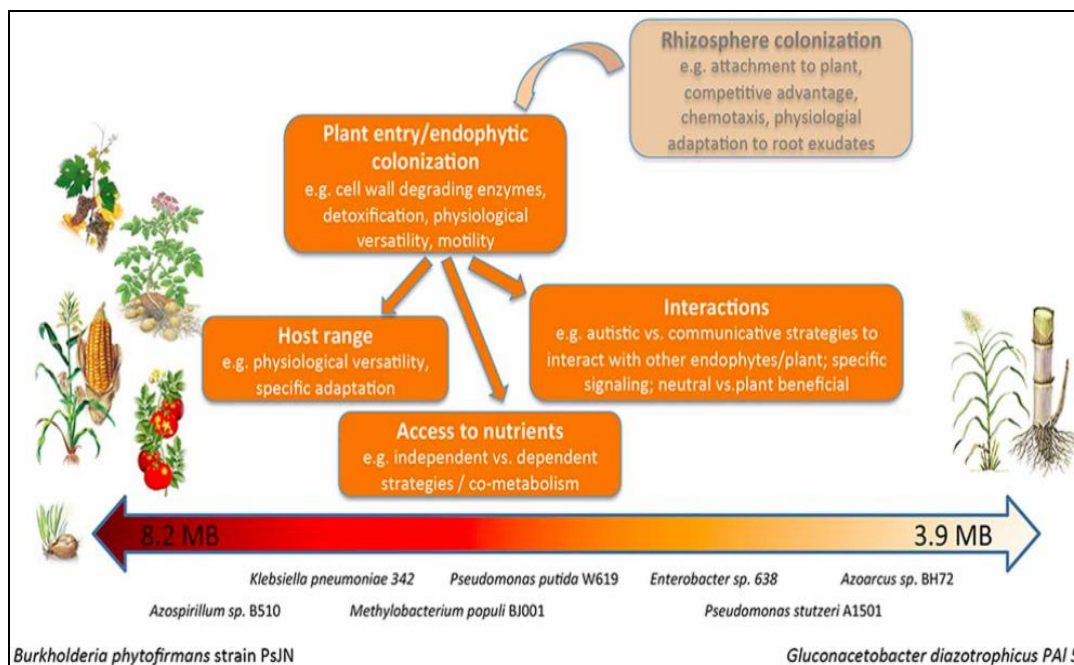 Rhizosphere colonization
e.g. attachment to plant,
competitive advantage,
chemotaxis, physiologial
adaptation to root exudates
Plant entry/endophytic
colonization
e.g. cell wall degrading enzymes,
detoxification, physiological
versatility, motility
Host range
e.g. physiological versatility,
specific adaptation
Interactions
e.g. autistic vs. communicative strategies to
interact with other endophytes/plant; specific
signaling; neutral vs.plant beneficial
Access to nutrients
e.g. independent vs. dependent
strategies / co-metabolism
8.2 MB
3.9 MB
Klebsiella pneumoniae 342
Pseudomonas putida W619
Enterobacter sp. 638
Azoarcus sp. BH72
Azospirillum sp. B510
Methylobacterium populi BJ001
Pseudomonas stutzeri A1501
Burkholderia phytofirmans strain PsJN
Gluconacetobacter diazotrophicus PAl 5